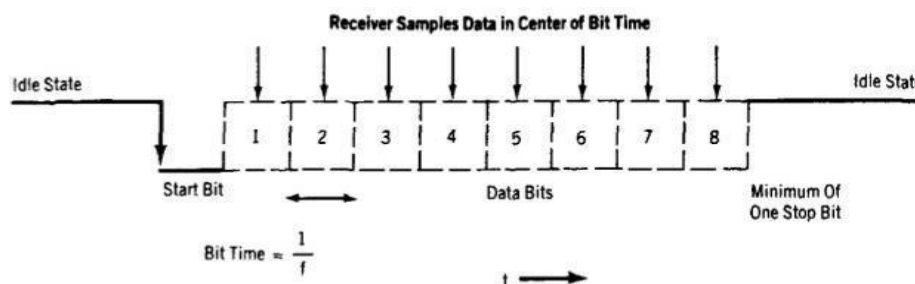 Receiver Samples Data in Center of Bit Time
Idle State
Idle Stat
1 2 3 4 5 6 7 8
Start Bit
Data Bits
Minimum Of
One Stop Bit
Bit Time = 1/f
t